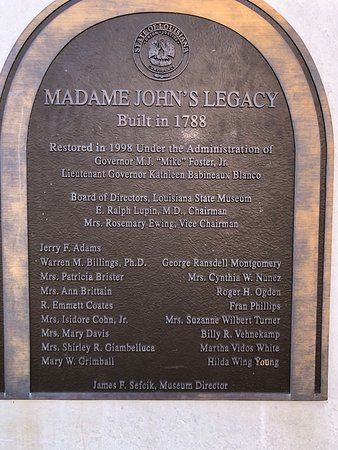 STATE OF LOUISIANA
MADAME JOHN'S LEGACY
Built in 1788
Restored in 1998 Under the Administration of
Governor M.J. "Mike" Foster, Jr.
Lieutenant Governor Kathleen Babineaux Blanco
Board of Directors, Louisiana State Museum
E. Ralph Lupin, M.D., Chairman
Mrs. Rosemary Ewing, Vice Chairman
Jerry F. Adams
Warren M. Billings, Ph.D. George Ransdell Montgomery
Mrs. Patricia Brister Mrs. Cynthia W. Nunez
Mrs. Ann Brittain Roger H. Ogden
R. Emmett Coates Fran Phillips
Mrs. Isidore Cohn, Jr. Mrs. Suzanne Wilbert Turner
Mrs. Mary Davis Billy R. Vehnekamp
Mrs. Shirley R. Giambelluca Martha Vidos White
Mary W. Grimball Hilda Wing Young
James F. Sefcik, Museum Director